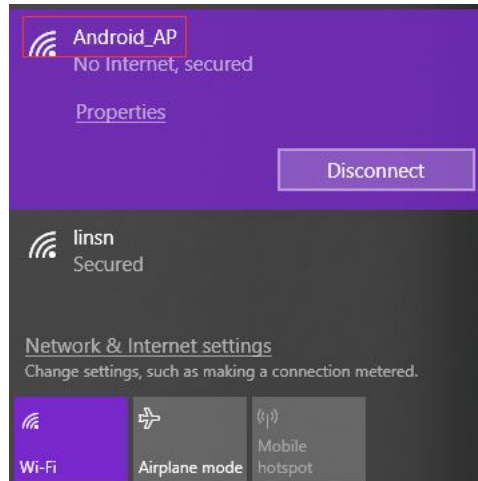 Android_AP
No Internet, secured
Properties
Disconnect
linsn
Secured
Network & Internet settings
Change settings, such as making a connection metered.
Wi-Fi
Airplane mode
Mobile
hotspot